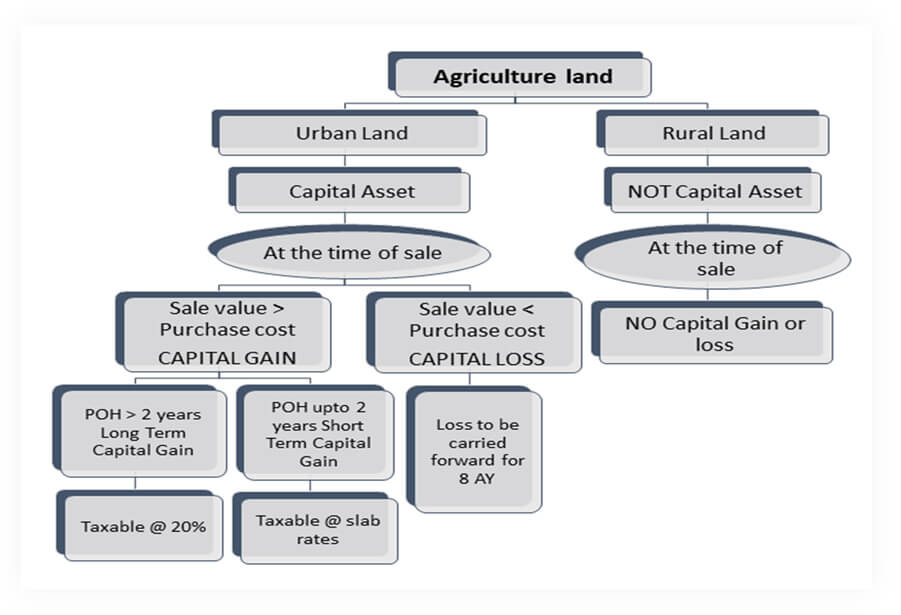 Agriculture land
Urban Land
Rural Land
Capital Asset
NOT Capital Asset
At the time of sale
At the time of
sale
Sale value >
Purchase cost
CAPITAL GAIN
Sale value <
Purchase cost
CAPITAL LOSS
NO Capital Gain or
loss
POH > 2 years
Long Term
Capital Gain
POH upto 2
years Short
Term Capital
Gain
Loss to be
carried
forward for
8 AY
Taxable @ 20%
Taxable @ slab
rates